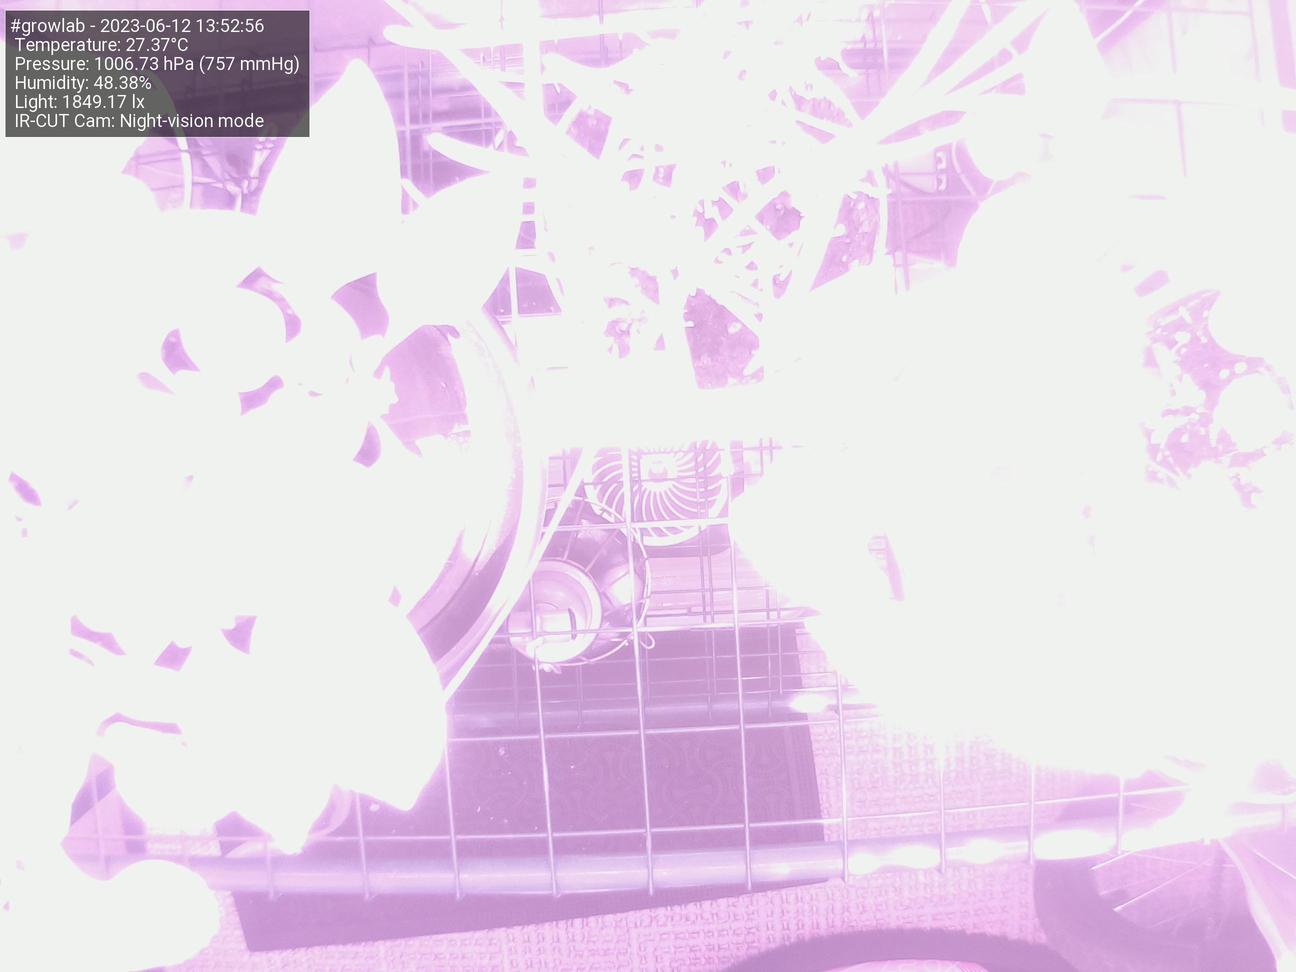 #growlab - 2023-06-12 13:52:56
Temperature: 27.37°C
Pressure: 1006.73 hPa (757 mmHg)
Humidity: 48.38%
Light: 1849.17 lx
IR-CUT Cam: Night-vision mode